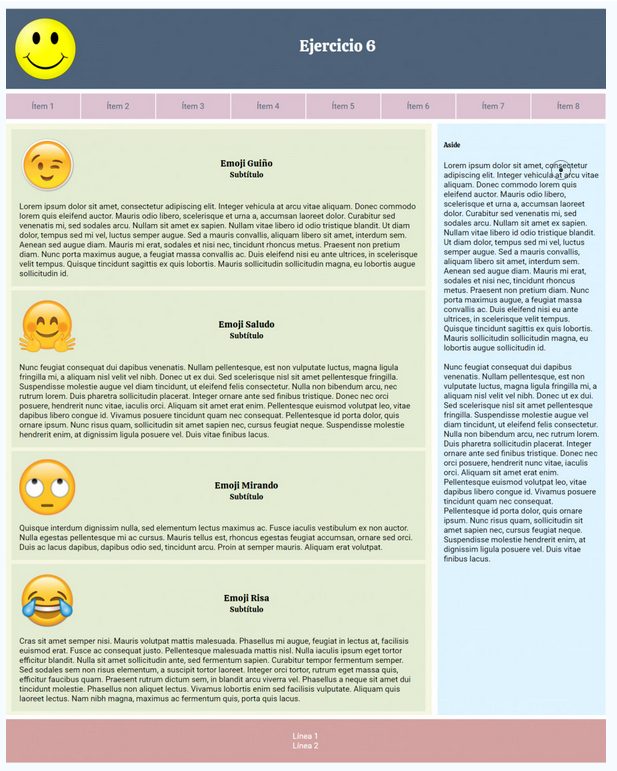 Ejercicio 6
Ítem 1
Ítem 2
Ítem 3
Ítem 4
Ítem 5
Ítem 6
Ítem 7
Ítem 8
Emoji Guiño
Subtítulo
Lorem ipsum dolor sit amet, consectetur adipiscing elit. Integer vehicula at arcu vitae aliquam. Donec commodo
lorem quis eleifend auctor. Mauris odio libero, scelerisque et urna a, accumsan laoreet dolor. Curabitur sed
venenatis mi, sed sodales arcu. Nullam sit amet ex sapien. Nullam vitae libero id odio tristique blandit. Ut diam
dolor, tempus sed mi vel, luctus semper augue. Sed a mauris convallis, aliquam libero sit amet, interdum sem.
Aenean sed augue diam. Mauris mi erat, sodales et nisi nec, tincidunt rhoncus metus. Praesent non pretium
diam. Nunc porta maximus augue, a feugiat massa convallis ac. Duis eleifend nisi eu ante ultrices, in scelerisque
velit tempus. Quisque tincidunt sagittis ex quis lobortis. Mauris sollicitudin sollicitudin magna, eu lobortis augue
sollicitudin id.
Emoji Saludo
Subtítulo
Nunc feugiat consequat dui dapibus venenatis. Nullam pellentesque, est non vulputate luctus, magna ligula
fringilla mi, a aliquam nisl velit vel nibh. Donec ut ex dui. Sed scelerisque nisl sit amet pellentesque fringilla.
Suspendisse molestie augue vel diam tincidunt, ut eleifend felis consectetur. Nulla non bibendum arcu, nec
rutrum lorem. Duis pharetra sollicitudin placerat. Integer ornare ante sed finibus tristique. Donec nec orci
posuere, hendrerit nunc vitae, iaculis orci. Aliquam sit amet erat enim. Pellentesque euismod volutpat leo, vitae
dapibus libero congue id. Vivamus posuere tincidunt quam nec consequat. Pellentesque id porta dolor, quis
ornare ipsum. Nunc risus quam, sollicitudin sit amet sapien nec, cursus feugiat neque. Suspendisse molestie
hendrerit enim, at dignissim ligula posuere vel. Duis vitae finibus lacus.
Emoji Mirando
Subtítulo
Quisque interdum dignissim nulla, sed elementum lectus maximus ac. Fusce iaculis vestibulum ex non auctor.
Nulla egestas pellentesque mi ac cursus. Mauris tellus est, rhoncus egestas feugiat accumsan, ornare sed orci.
Duis ac lacus dapibus, dapibus odio sed, tincidunt arcu. Proin at semper mauris. Aliquam erat volutpat.
Emoji Risa
Subtítulo
Cras sit amet semper nisi. Mauris volutpat mattis malesuada. Phasellus mi augue, feugiat in lectus at, facilisis
euismod erat. Fusce ac consequat justo. Pellentesque malesuada mattis nisl. Nulla iaculis ipsum eget tortor
efficitur blandit. Nulla sit amet sollicitudin ante, sed fermentum sapien. Curabitur tempor fermentum semper.
Sed sodales sem non risus elementum, a suscipit tortor laoreet. Integer orci tortor, rutrum eget massa quis,
efficitur faucibus quam. Praesent rutrum dictum sem, in blandit arcu viverra vel. Phasellus a neque sit amet dui
tincidunt molestie. Phasellus non aliquet lectus. Vivamus lobortis enim sed facilisis vulputate. Aliquam quis
laoreet lectus. Nam nibh magna, maximus ac fermentum quis, porta quis lacus.
Aside
Lorem ipsum dolor sit amet, consectetur
adipiscing elit. Integer vehicula at arcu vitae
aliquam. Donec commodo lorem quis
eleifend auctor. Mauris odio libero,
scelerisque et urna a, accumsan laoreet
dolor. Curabitur sed venenatis mi, sed
sodales arcu. Nullam sit amet ex sapien.
Nullam vitae libero id odio tristique blandit.
Ut diam dolor, tempus sed mi vel, luctus
semper augue. Sed a mauris convallis,
aliquam libero sit amet, interdum sem.
Aenean sed augue diam. Mauris mi erat,
sodales et nisi nec, tincidunt rhoncus
metus. Praesent non pretium diam. Nunc
porta maximus augue, a feugiat massa
convallis ac. Duis eleifend nisi eu ante
ultrices, in scelerisque velit tempus.
Quisque tincidunt sagittis ex quis lobortis.
Mauris sollicitudin sollicitudin magna, eu
lobortis augue sollicitudin id.
Nunc feugiat consequat dui dapibus
venenatis. Nullam pellentesque, est non
vulputate luctus, magna ligula fringilla mi, a
aliquam nisl velit vel nibh. Donec ut ex dui.
Sed scelerisque nisl sit amet pellentesque
fringilla. Suspendisse molestie augue vel
diam tincidunt, ut eleifend felis consectetur.
Nulla non bibendum arcu, nec rutrum lorem.
Duis pharetra sollicitudin placerat. Integer
ornare ante sed finibus tristique. Donec nec
orci posuere, hendrerit nunc vitae, iaculis
orci. Aliquam sit amet erat enim.
Pellentesque euismod volutpat leo, vitae
dapibus libero congue id. Vivamus posuere
tincidunt quam nec consequat.
Pellentesque id porta dolor, quis ornare
ipsum. Nunc risus quam, sollicitudin sit
amet sapien nec, cursus feugiat neque.
Suspendisse molestie hendrerit enim, at
dignissim ligula posuere vel. Duis vitae
finibus lacus.
Línea 1
Línea 2